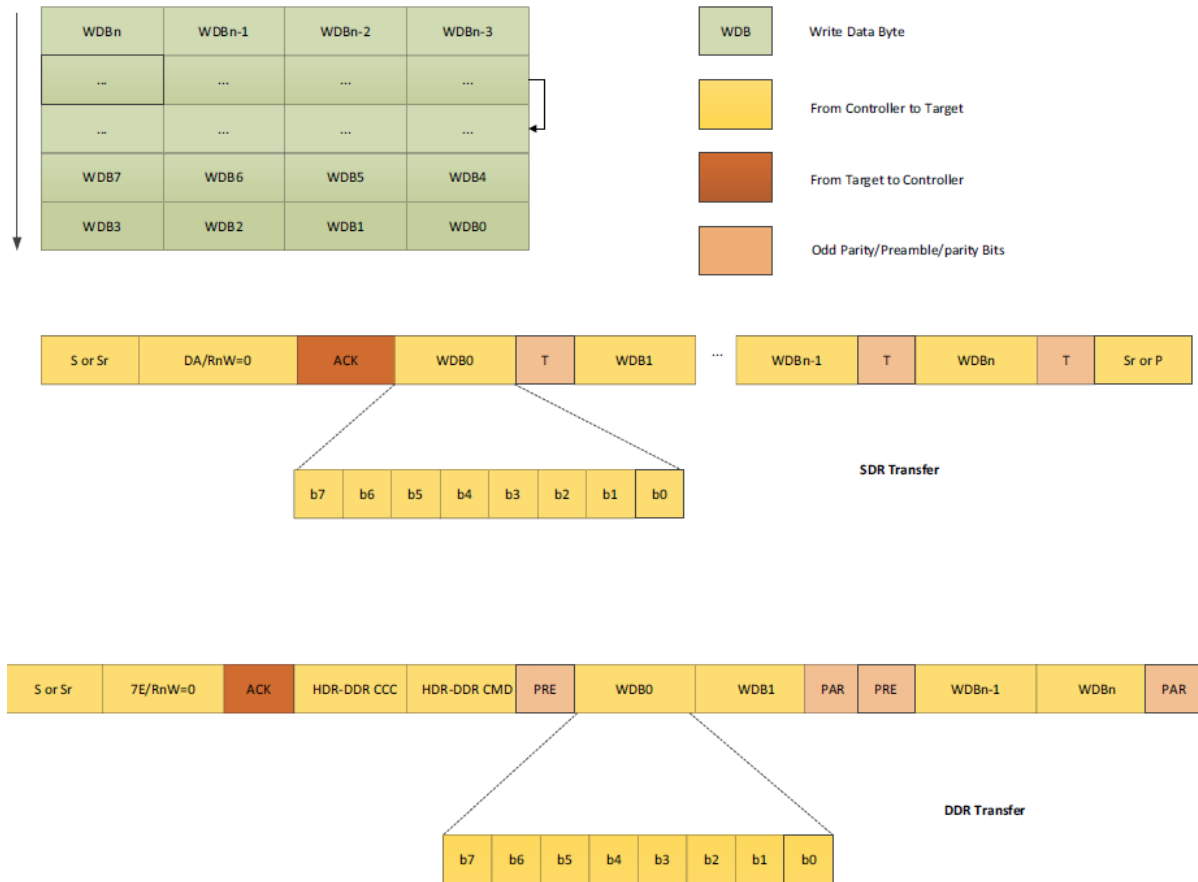 WDBn WDBn-1 WDBn-2 WDBn-3
... ... ... ...
... ... ... ...
WDB7 WDB6 WDB5 WDB4
WDB3 WDB2 WDB1 WDB0
WDB Write Data Byte
From Controller to Target
From Target to Controller
Odd Parity/Preamble/parity Bits
S or Sr DA/RnW=0 ACK WDB0 T WDB1 ... WDBn-1 T WDBn T Sr or P
b7 b6 b5 b4 b3 b2 b1 b0
SDR Transfer
S or Sr 7E/RnW=0 ACK HDR-DDR CCC HDR-DDR CMD PRE WDB0 WDB1 PAR PRE WDBn-1 WDBn PAR
DDR Transfer
b7 b6 b5 b4 b3 b2 b1 b0